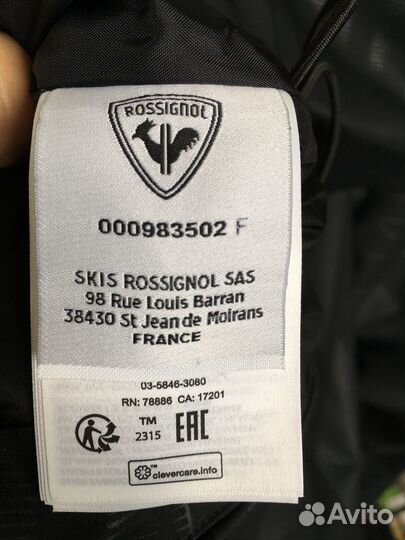 ROSSIGNOL
000983502 F
SKIS ROSSIGNOL SAS
98 Rue Louis Barran
38430 St Jean de Moirans
FRANCE
03-5846-3080
RN: 78886 CA: 17201
TM
2315
EAC
TM
clevercare.info
Avito